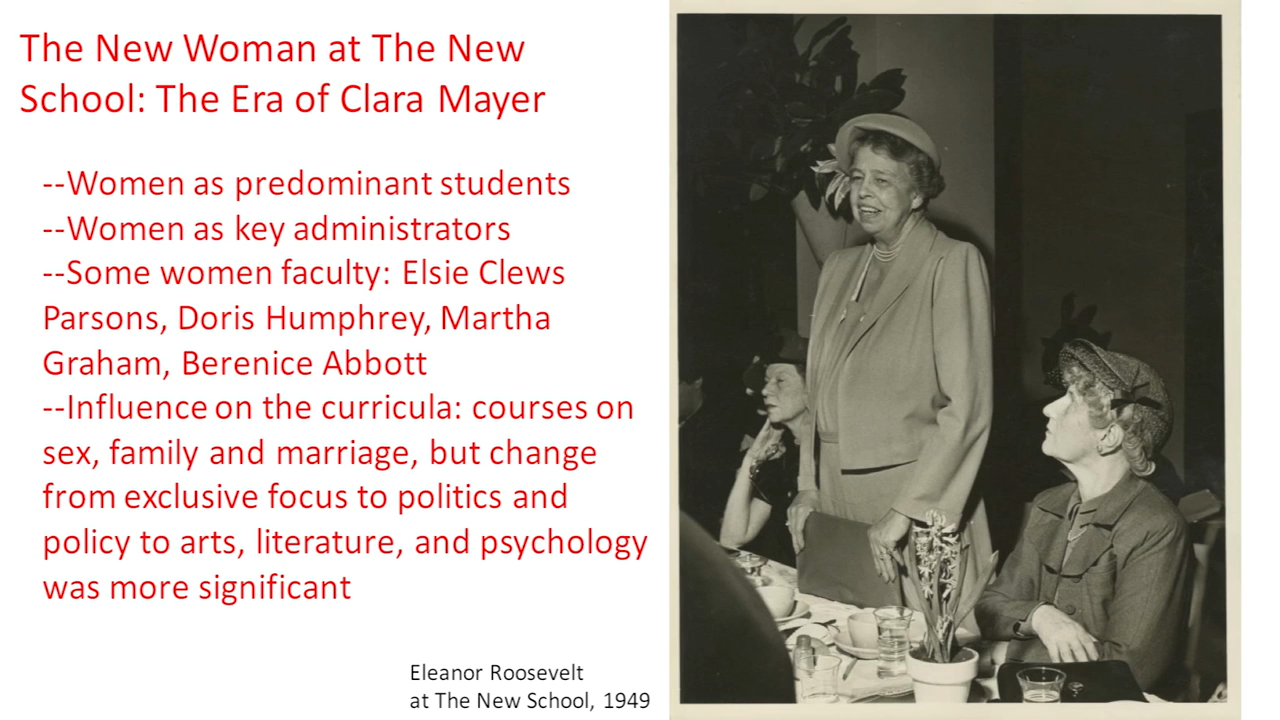 The New Woman at The New
School: The Era of Clara Mayer
--Women as predominant students
--Women as key administrators
--Some women faculty: Elsie Clews
Parsons, Doris Humphrey, Martha
Graham, Berenice Abbott
--Influence on the curricula: courses on
sex, family and marriage, but change
from exclusive focus to politics and
policy to arts, literature, and psychology
was more significant
Eleanor Roosevelt
at The New School, 1949